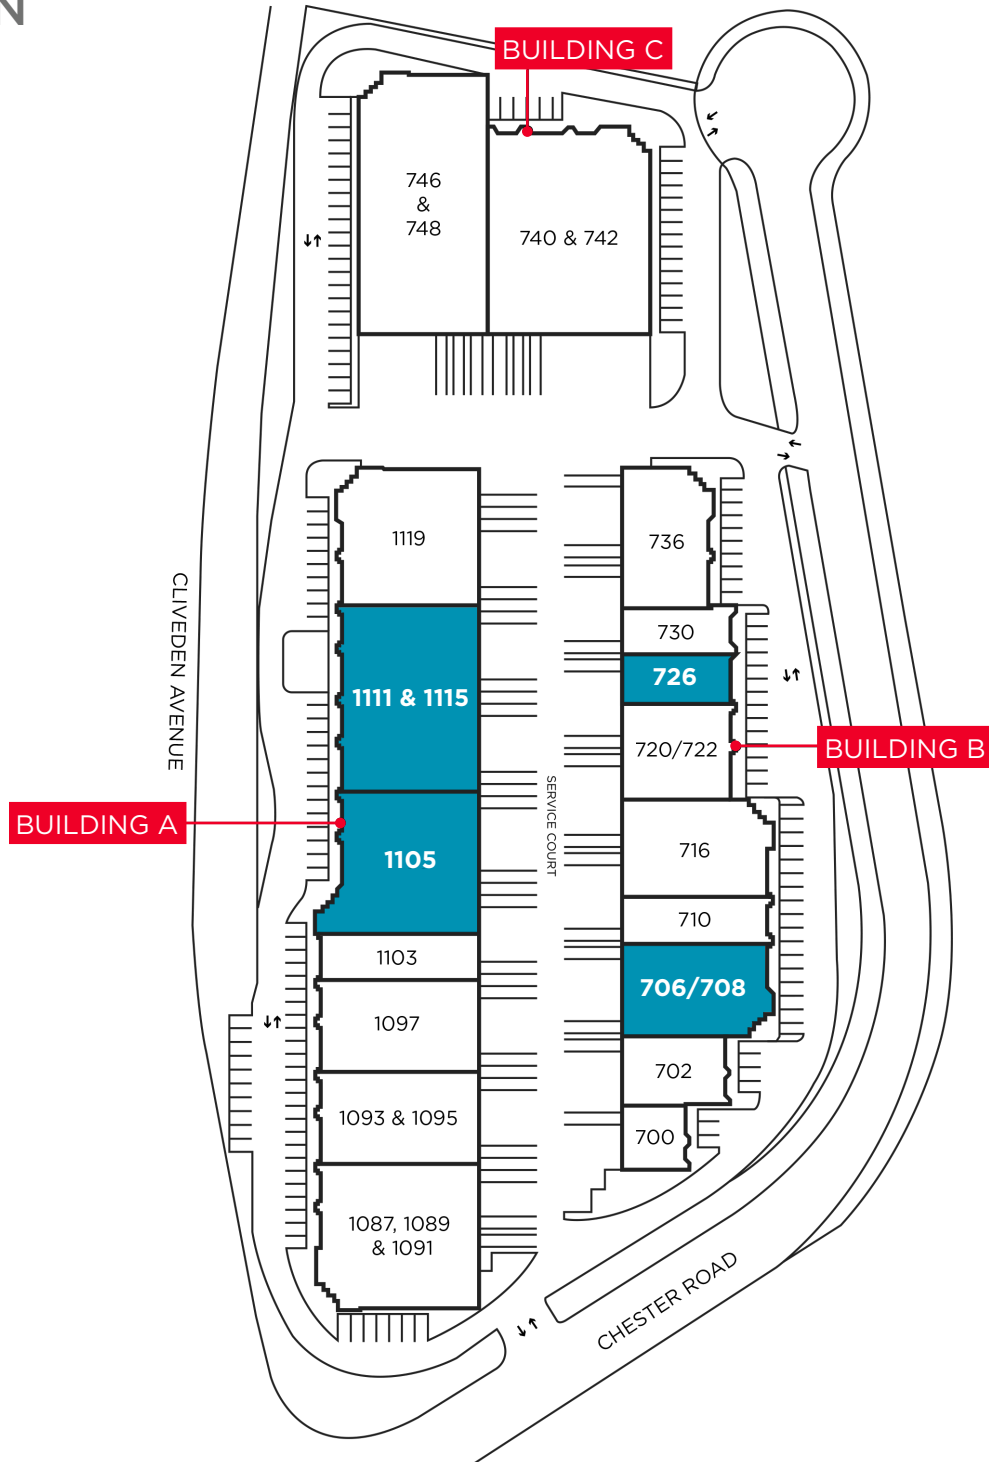 N
BUILDING C
746
&
748
740 & 742
1119
736
730
726
1111 & 1115
720/722
BUILDING B
CLIVEDEN AVENUE
BUILDING A
SERVICE COURT
1105
716
710
1103
706/708
1097
702
1093 & 1095
700
1087, 1089
& 1091
CHESTER ROAD